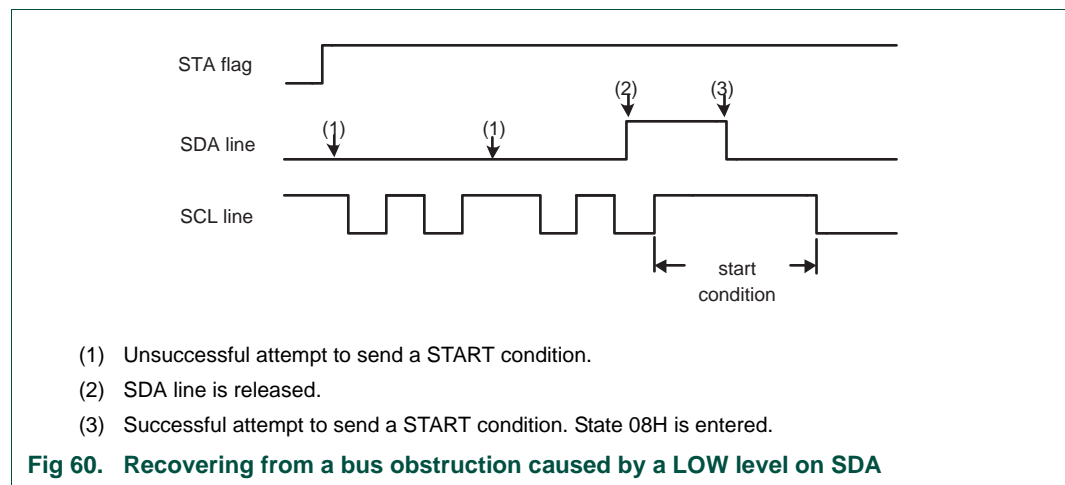 STA flag
(2) (3)
(1) (1)
SDA line
SCL line
start
condition
(1) Unsuccessful attempt to send a START condition.
(2) SDA line is released.
(3) Successful attempt to send a START condition. State 08H is entered.
Fig 60. Recovering from a bus obstruction caused by a LOW level on SDA